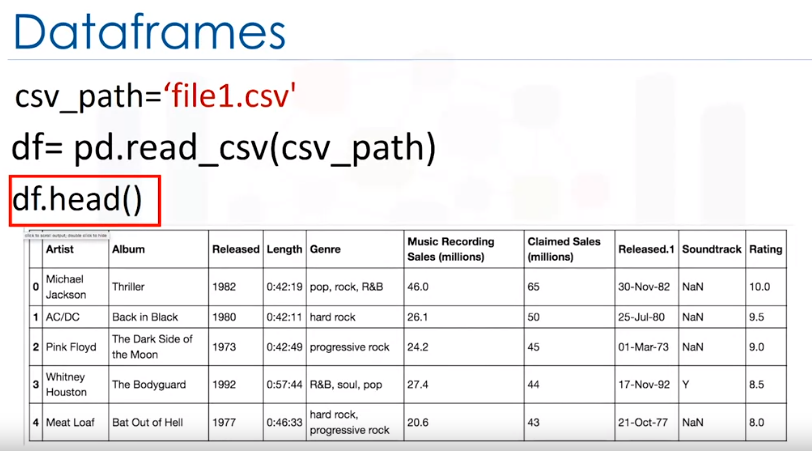 Dataframes
csv_path=‘file1.csv'
df= pd.read_csv(csv_path)
df.head()
click to scroll output; double click to hide
Artist Album Released Length Genre Music Recording Sales (millions) Claimed Sales (millions) Released.1 Soundtrack Rating
0 Michael Jackson Thriller 1982 0:42:19 pop, rock, R&B 46.0 65 30-Nov-82 NaN 10.0
1 AC/DC Back in Black 1980 0:42:11 hard rock 26.1 50 25-Jul-80 NaN 9.5
2 Pink Floyd The Dark Side of the Moon 1973 0:42:49 progressive rock 24.2 45 01-Mar-73 NaN 9.0
3 Whitney Houston The Bodyguard 1992 0:57:44 R&B, soul, pop 27.4 44 17-Nov-92 Y 8.5
4 Meat Loaf Bat Out of Hell 1977 0:46:33 hard rock, progressive rock 20.6 43 21-Oct-77 NaN 8.0